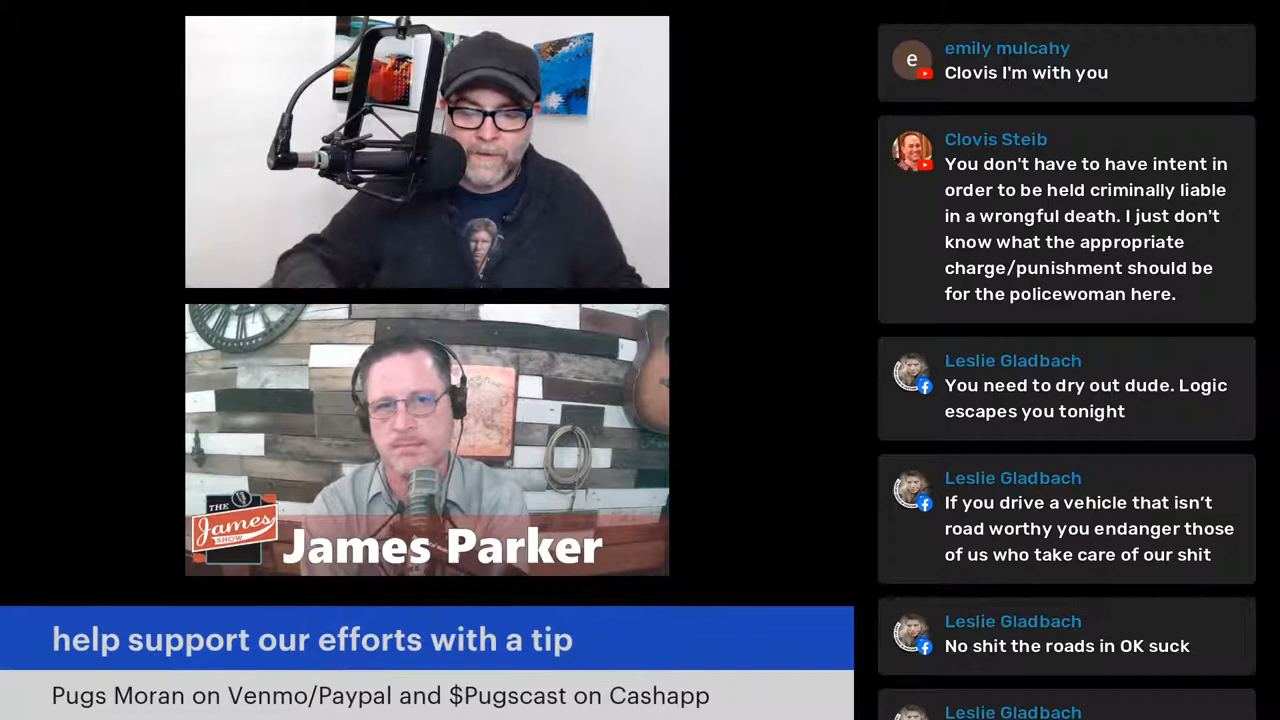 THE
James
SHOW
James Parker
help support our efforts with a tip
Pugs Moran on Venmo/Paypal and $Pugscast on Cashapp
e
emily mulcahy
Clovis I'm with you
Clovis Steib
You don't have to have intent in
order to be held criminally liable
in a wrongful death. I just don't
know what the appropriate
charge/punishment should be
for the policewoman here.
Leslie Gladbach
You need to dry out dude. Logic
escapes you tonight
Leslie Gladbach
If you drive a vehicle that isn’t
road worthy you endanger those
of us who take care of our shit
Leslie Gladbach
No shit the roads in OK suck
Leslie Gladbach